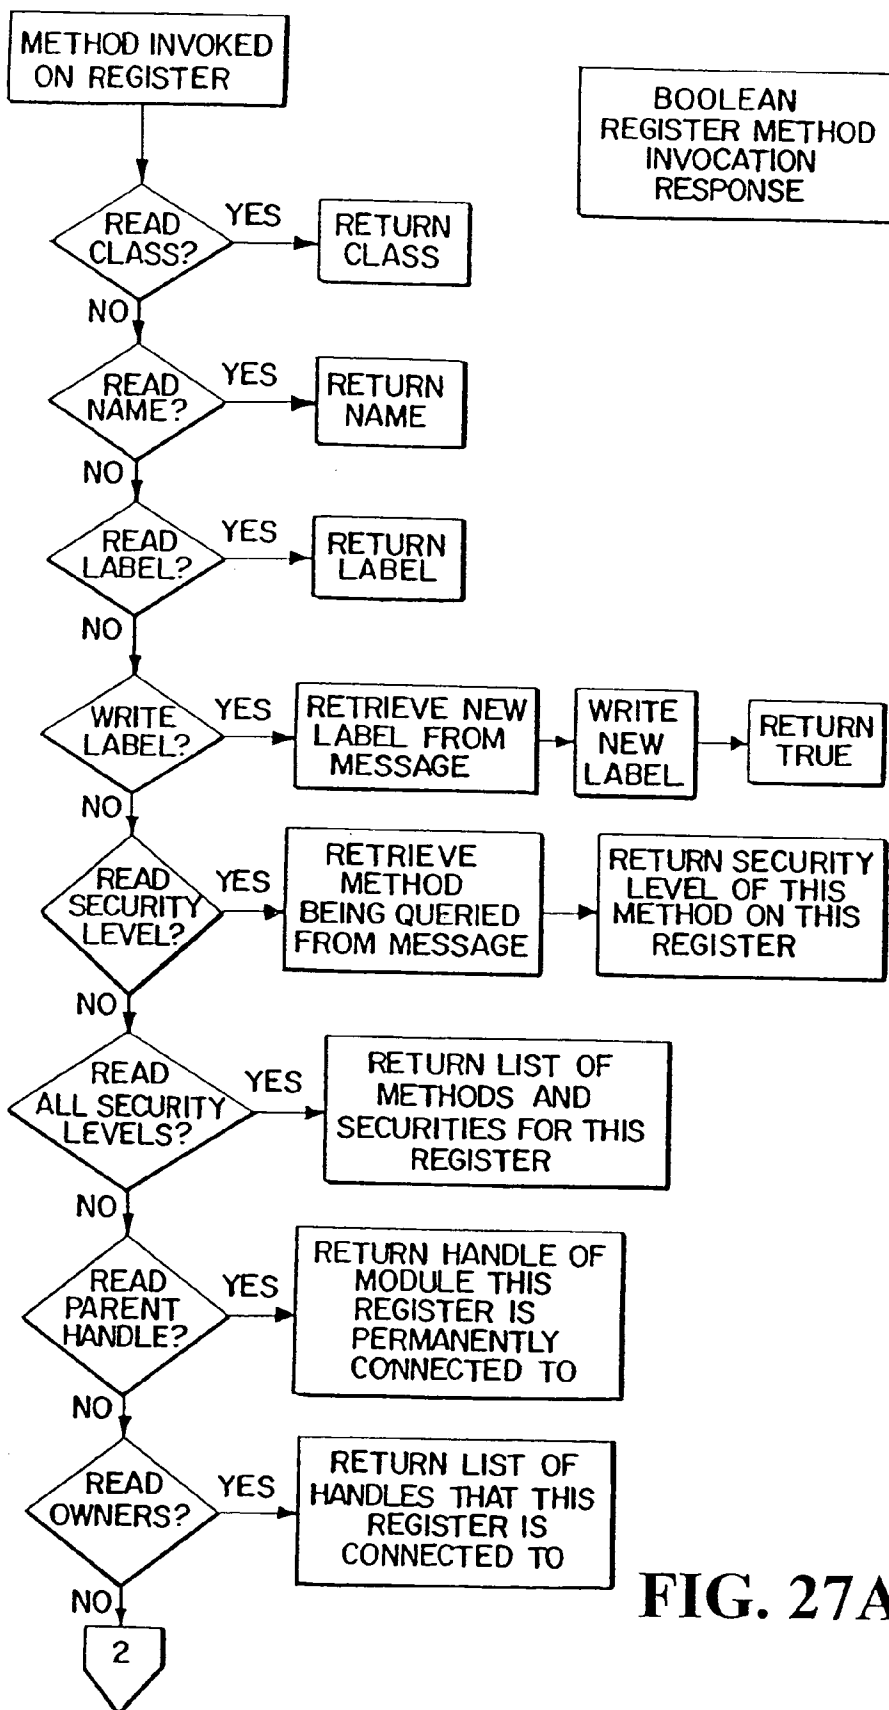 METHOD INVOKED
ON REGISTER
BOOLEAN
REGISTER METHOD
INVOCATION
RESPONSE
READ
CLASS?
YES
RETURN
CLASS
NO
READ
NAME?
YES
RETURN
NAME
NO
READ
LABEL?
YES
RETURN
LABEL
NO
WRITE
LABEL?
YES
RETRIEVE NEW
LABEL FROM
MESSAGE
WRITE
NEW
LABEL
RETURN
TRUE
NO
READ
SECURITY
LEVEL?
YES
RETRIEVE
METHOD
BEING QUERIED
FROM MESSAGE
RETURN SECURITY
LEVEL OF THIS
METHOD ON THIS
REGISTER
NO
READ
ALL SECURITY
LEVELS?
YES
RETURN LIST OF
METHODS AND
SECURITIES FOR THIS
REGISTER
NO
READ
PARENT
HANDLE?
YES
RETURN HANDLE OF
MODULE THIS
REGISTER IS
PERMANENTLY
CONNECTED TO
NO
READ
OWNERS?
YES
RETURN LIST OF
HANDLES THAT THIS
REGISTER IS
CONNECTED TO
NO
2
FIG. 27A